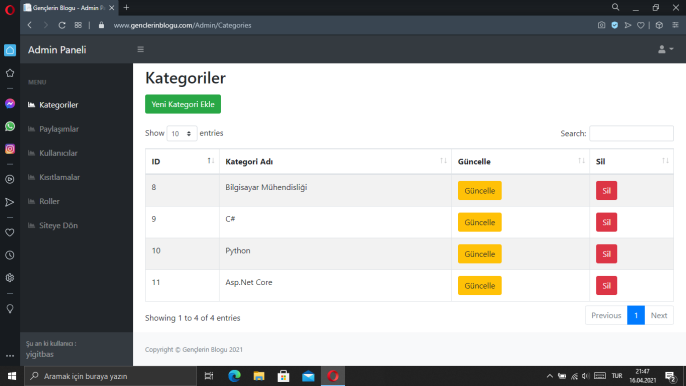 Gençlerin Blogu - Admin Pa
www.genclerinblogu.com/Admin/Categories
Admin Paneli
MENU
Kategoriler
Paylaşımlar
Kullanıcılar
Kısıtlamalar
Roller
Siteye Dön
Şu an ki kullanıcı :
yigitbas
Kategoriler
Yeni Kategori Ekle
Show 10 entries
Search:
ID Kategori Adı Güncelle Sil
8 Bilgisayar Mühendisliği Güncelle Sil
9 C# Güncelle Sil
10 Python Güncelle Sil
11 Asp.Net Core Güncelle Sil
Showing 1 to 4 of 4 entries
Previous 1 Next
Copyright © Gençlerin Blogu 2021
Aramak için buraya yazın
TUR
21:47
16.04.2021
2